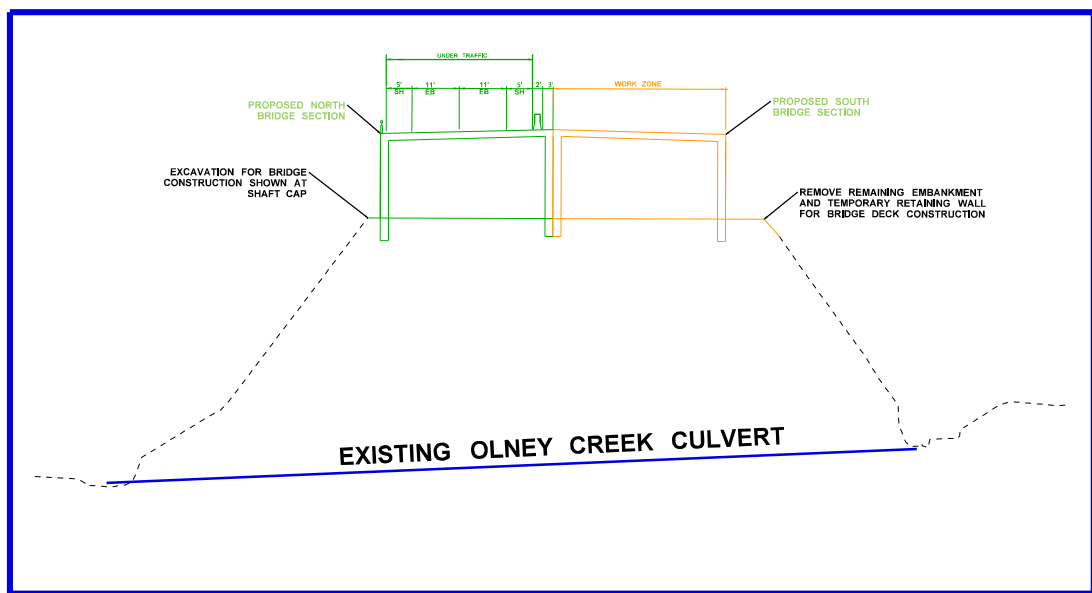 UNDER TRAFFIC
5' 11' 11' 5' 2' 3'
SH EB EB SH
WORK ZONE
PROPOSED NORTH
BRIDGE SECTION
PROPOSED SOUTH
BRIDGE SECTION
EXCAVATION FOR BRIDGE
CONSTRUCTION SHOWN AT
SHAFT CAP
REMOVE REMAINING EMBANKMENT
AND TEMPORARY RETAINING WALL
FOR BRIDGE DECK CONSTRUCTION
EXISTING OLNEY CREEK CULVERT